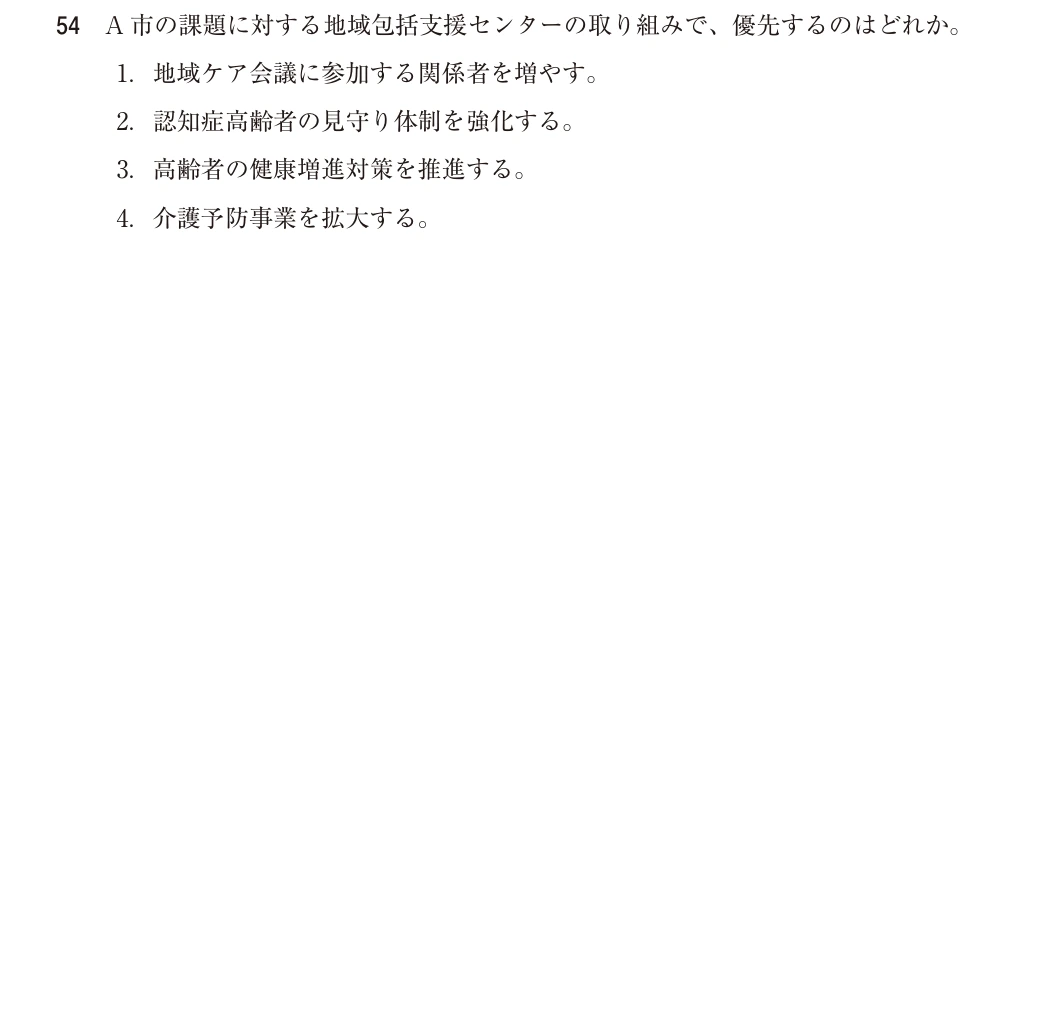 54 A 市の課題に対する地域包括支援センターの取り組みで、優先するのはどれか。
1. 地域ケア会議に参加する関係者を増やす。
2. 認知症高齢者の見守り体制を強化する。
3. 高齢者の健康増進対策を推進する。
4. 介護予防事業を拡大する。